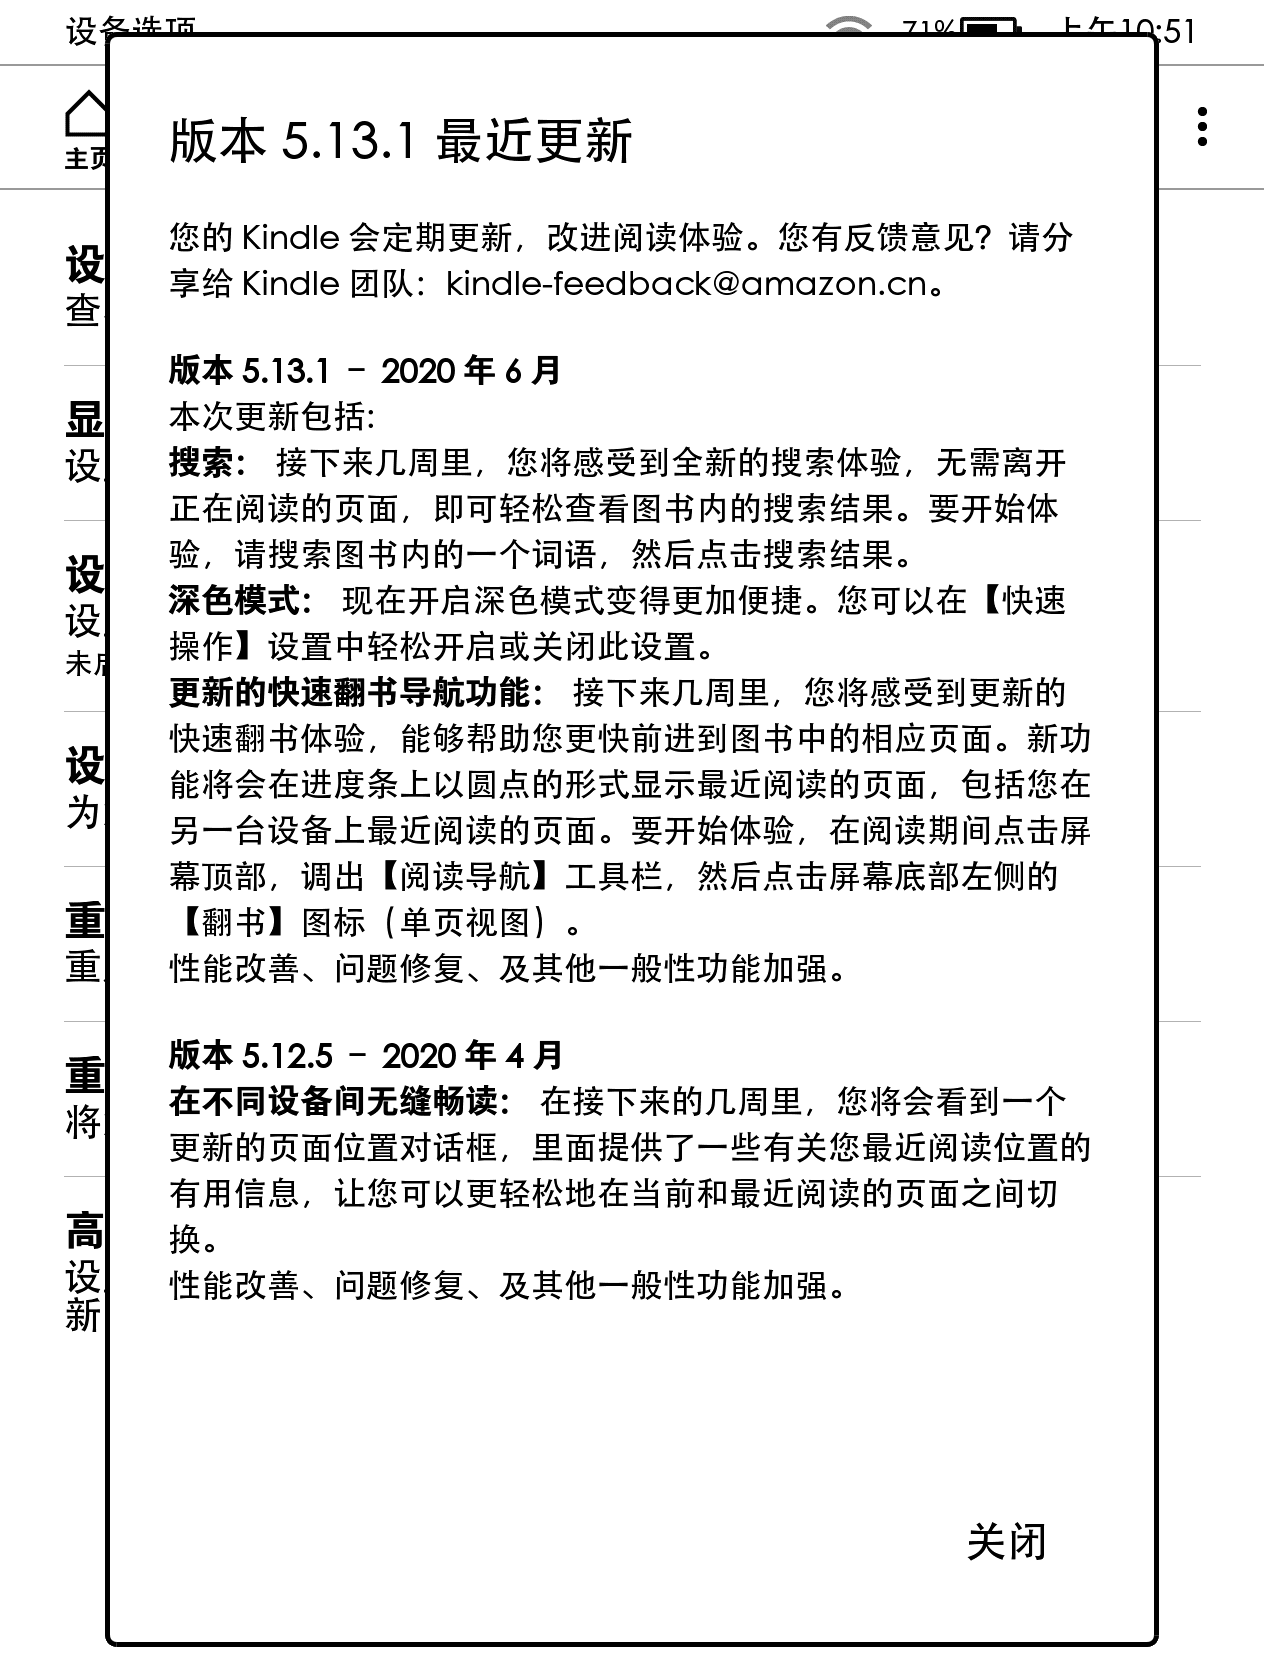 设备选项 71% 上午10:51
主页
版本 5.13.1 最近更新
您的 Kindle 会定期更新，改进阅读体验。您有反馈意见？请分
享给 Kindle 团队：kindle-feedback@amazon.cn。
设
查
版本 5.13.1 – 2020 年 6 月
本次更新包括:
显
设
搜索： 接下来几周里，您将感受到全新的搜索体验，无需离开
正在阅读的页面，即可轻松查看图书内的搜索结果。要开始体
验，请搜索图书内的一个词语，然后点击搜索结果。
设
设
未启
深色模式： 现在开启深色模式变得更加便捷。您可以在【快速
操作】设置中轻松开启或关闭此设置。
更新的快速翻书导航功能： 接下来几周里，您将感受到更新的
快速翻书体验，能够帮助您更快前进到图书中的相应页面。新功
能将会在进度条上以圆点的形式显示最近阅读的页面，包括您在
另一台设备上最近阅读的页面。要开始体验，在阅读期间点击屏
幕顶部，调出【阅读导航】工具栏，然后点击屏幕底部左侧的
【翻书】图标（单页视图）。
性能改善、问题修复、及其他一般性功能加强。
设
为
重
重
版本 5.12.5 – 2020 年 4 月
在不同设备间无缝畅读： 在接下来的几周里，您将会看到一个
更新的页面位置对话框，里面提供了一些有关您最近阅读位置的
有用信息，让您可以更轻松地在当前和最近阅读的页面之间切
换。
性能改善、问题修复、及其他一般性功能加强。
重
将
高
设
新
关闭